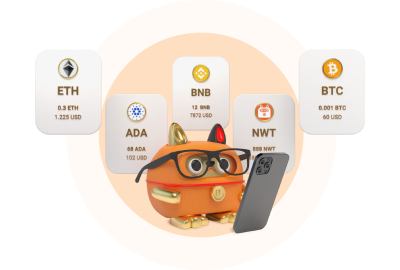 ETH
0.3 ETH
1.225 USD
ADA
68 ADA
102 USD
BNB
12 BNB
7872 USD
NWT
NWT
BTC
0.001 BTC
60 USD